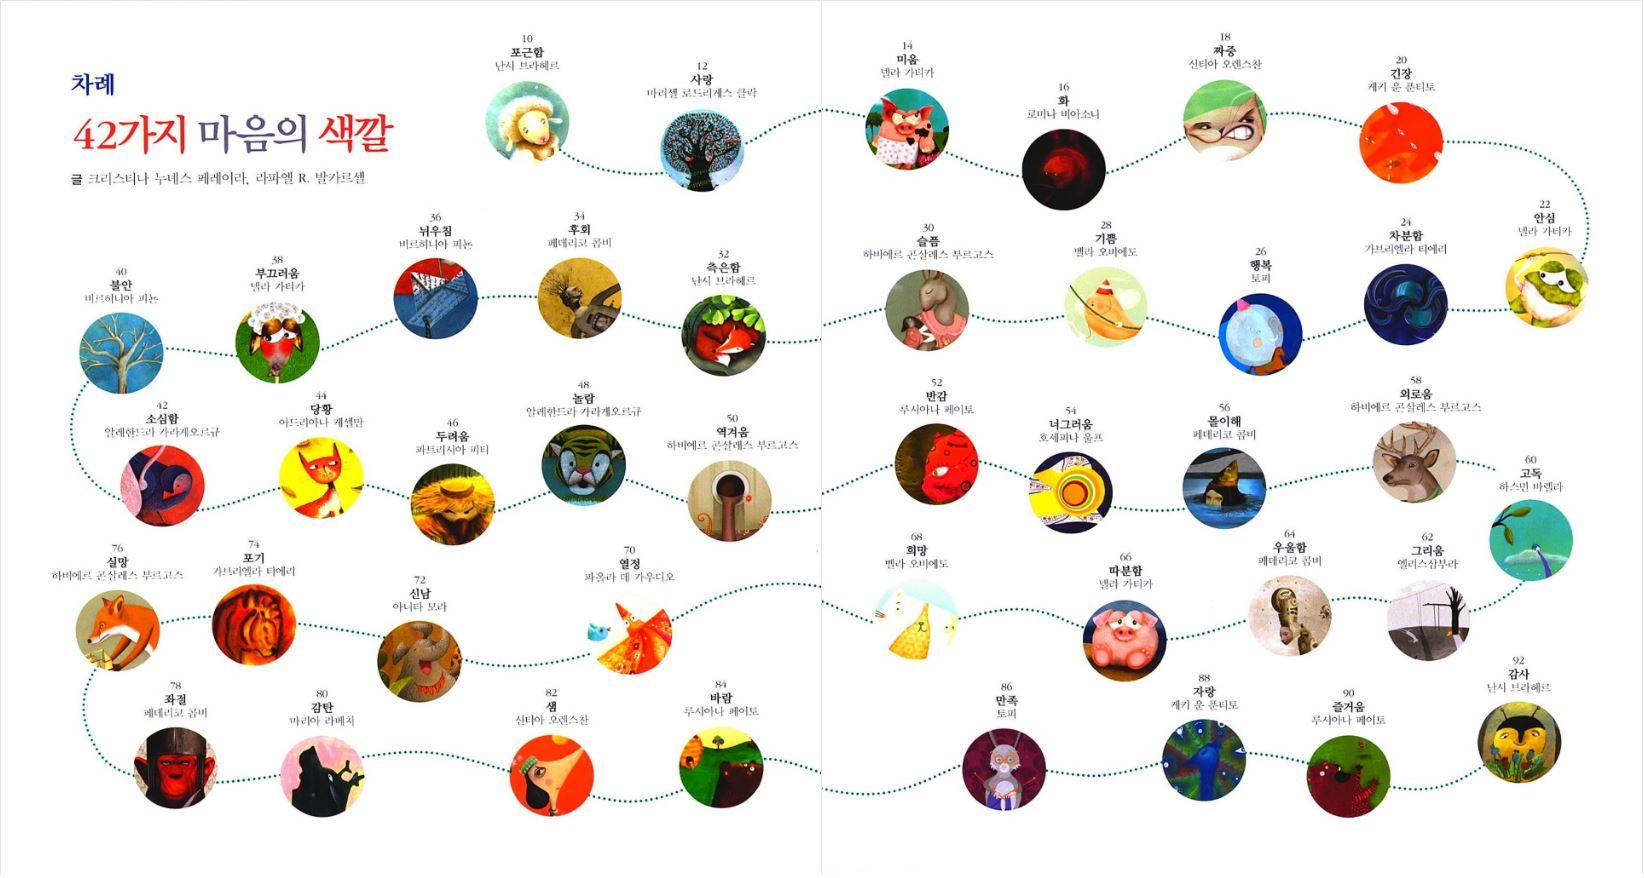 차례
42가지 마음의 색깔
글 크리스티나 누녜스 페레이라, 라파엘 R. 발카르셀
10
포근함
난시 브라헤르
12
사랑
마리셀 로드리게스 클락
14
미움
델라 가티카
16
화
로미나 비아소니
18
짜증
신티아 오렌스찬
20
긴장
케키 운 푼티토
22
안심
델라 가티카
24
차분함
가브리엘라 티에리
26
행복
토피
28
기쁨
벨라 오비에도
30
슬픔
하비에르 곤살레스 부르고스
32
측은함
난시 브라헤르
34
후회
페데리코 콤비
36
뉘우침
비르히니아 피논
38
부끄러움
델라 가티카
40
불안
비르히니아 피논
42
소심함
알레한드라 카라게오르규
44
당황
아드리아나 케셀만
46
두려움
파트리시아 피티
48
놀람
알레한드라 카라게오르규
50
역겨움
하비에르 곤살레스 부르고스
52
반감
루시아나 페이토
54
너그러움
호세피나 울프
56
몰이해
페데리코 콤비
58
외로움
하비에르 곤살레스 부르고스
60
고독
하스민 바렐라
62
그리움
엘리스삼부라
64
우울함
페데리코 콤비
66
따분함
델라 가티카
68
희망
벨라 오비에도
70
열정
파올라 데 가우디오
72
신남
아니타 모라
74
포기
가브리엘라 티에리
76
실망
하비에르 곤살레스 부르고스
78
좌절
페데리코 콤비
80
감탄
마리아 라베치
82
샘
신티아 오렌스찬
84
바람
루시아나 페이토
86
만족
토피
88
자랑
케키 운 푼티토
90
즐거움
루시아나 페이토
92
감사
난시 브라헤르